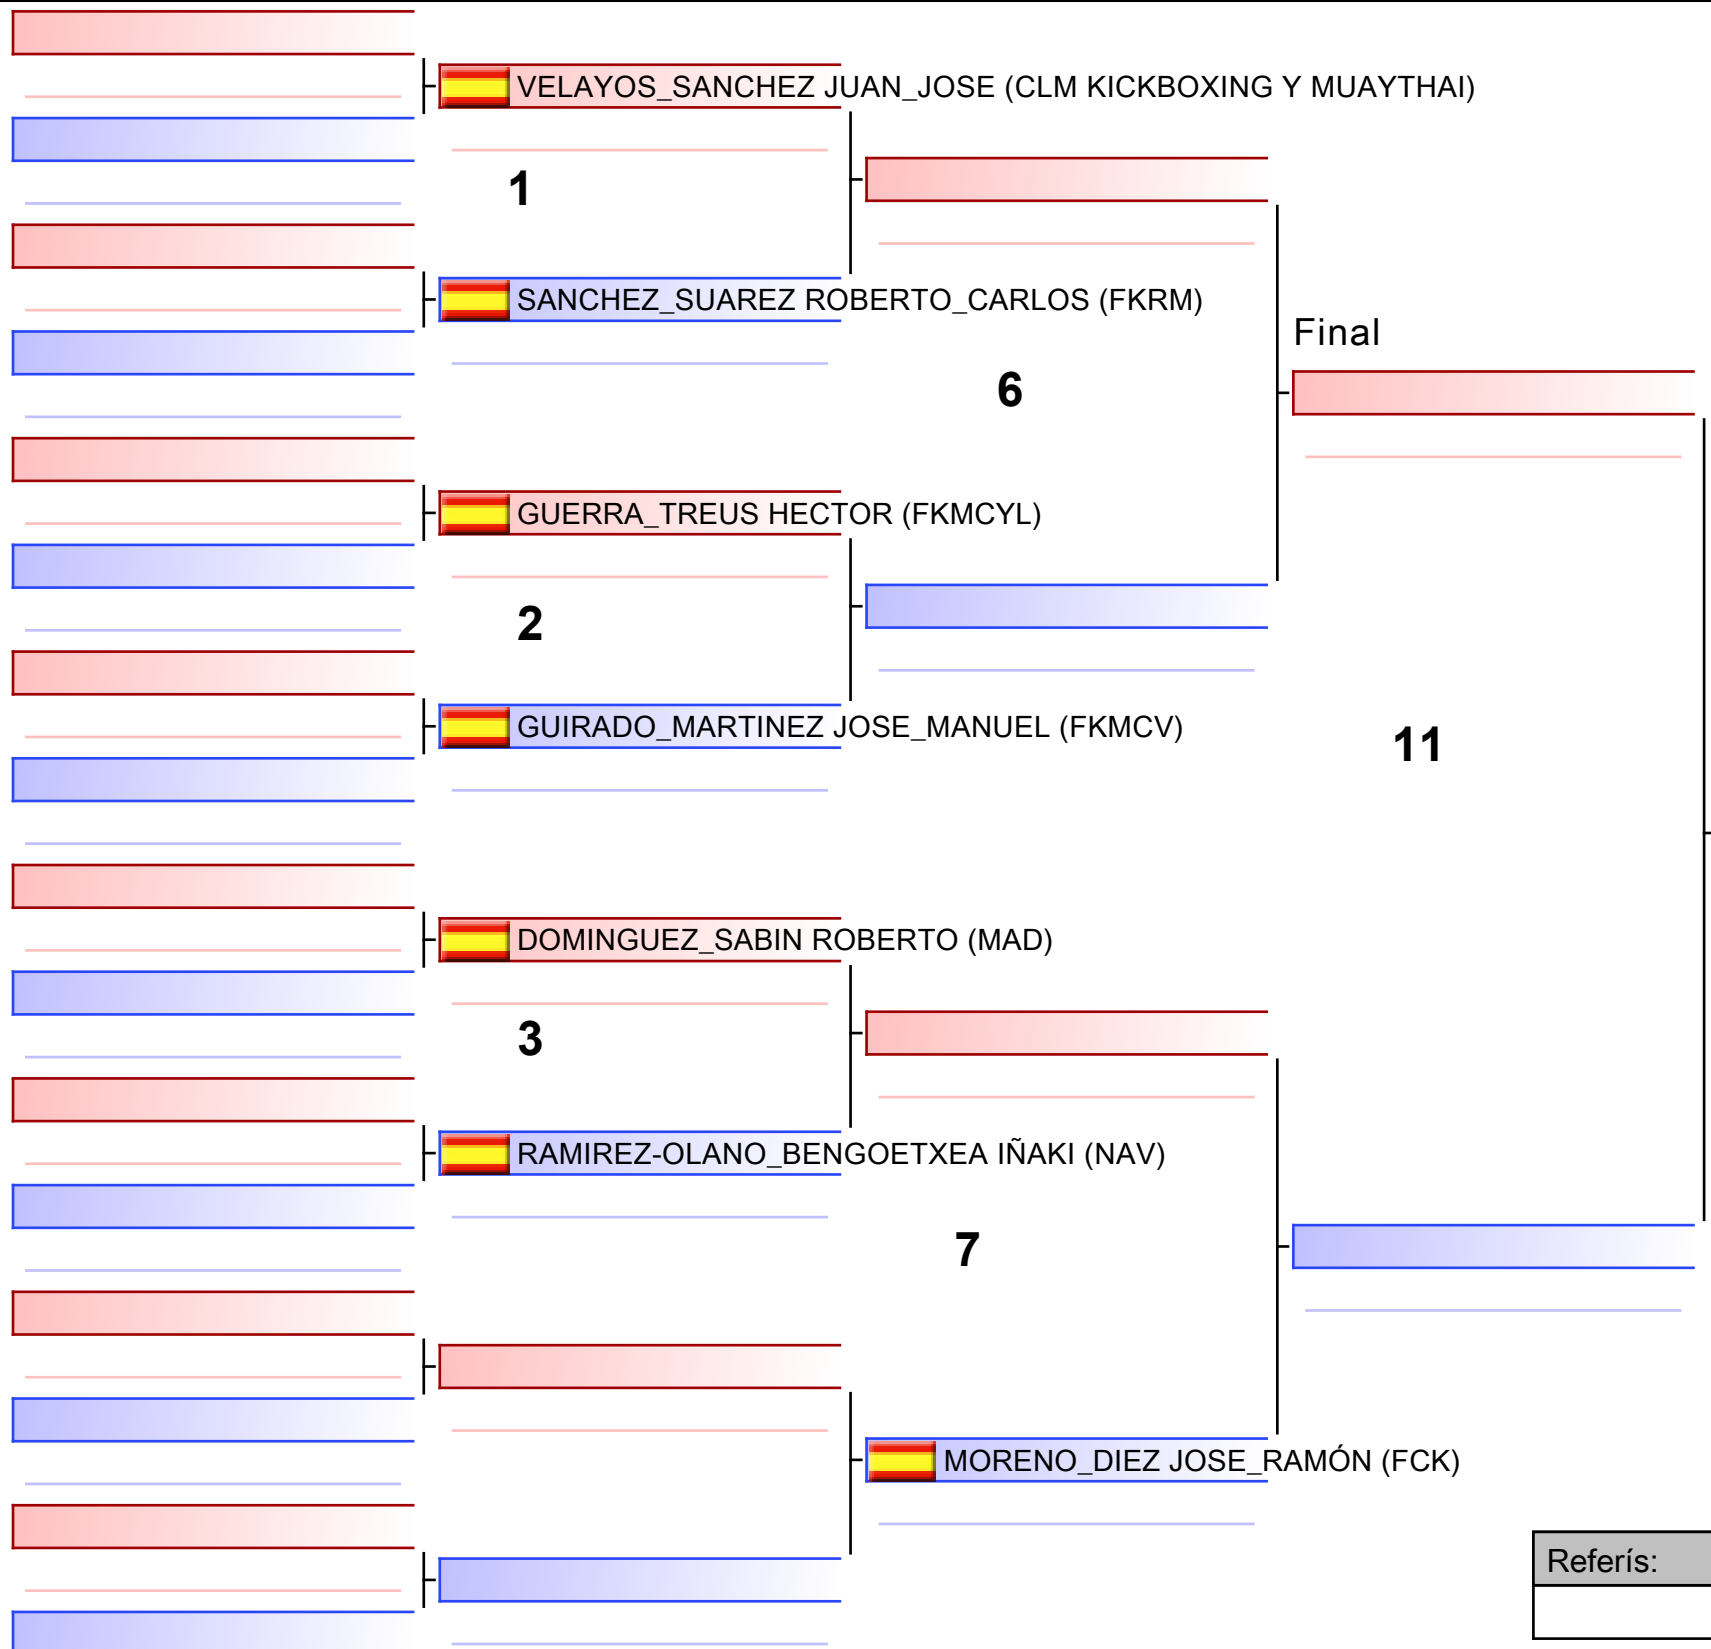 VELAYOS_SANCHEZ JUAN_JOSE (CLM KICKBOXING Y MUAYTHAI)
1
SANCHEZ_SUAREZ ROBERTO_CARLOS (FKRM)
Final
6
GUERRA_TREUS HECTOR (FKMCYL)
2
GUIRADO_MARTINEZ JOSE_MANUEL (FKMCV)
11
DOMINGUEZ_SABIN ROBERTO (MAD)
3
RAMIREZ-OLANO_BENGOETXEA IÑAKI (NAV)
7
MORENO_DIEZ JOSE_RAMÓN (FCK)
Referís: